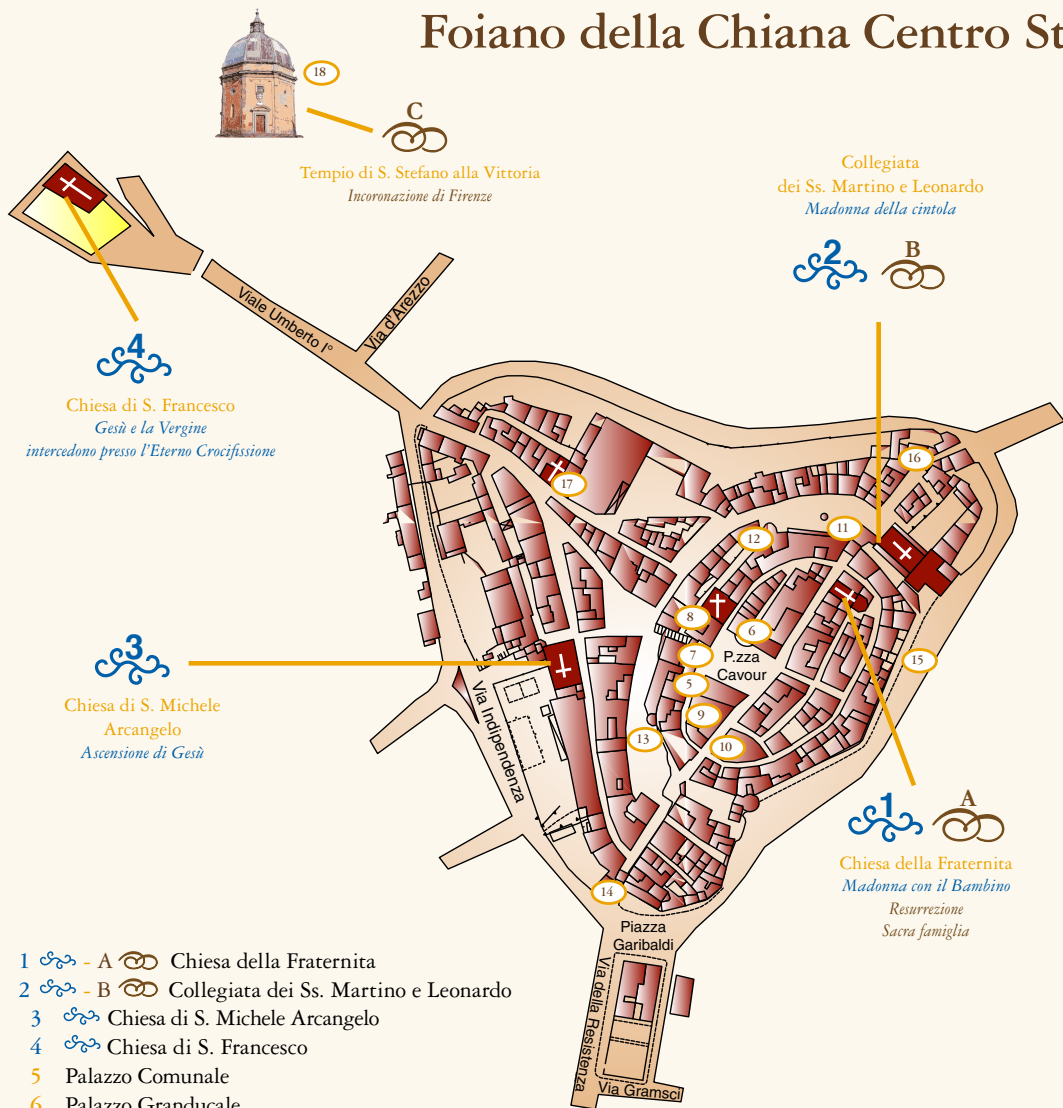 Foiano della Chiana Centro St
18
C
Tempio di S. Stefano alla Vittoria
Incoronazione di Firenze
Collegiata
dei Ss. Martino e Leonardo
Madonna della cintola
2
B
Viale Umberto I°
Via d'Arezzo
4
Chiesa di S. Francesco
Gesù e la Vergine
intercedono presso l'Eterno Crocifissione
16
17
11
12
8
6
7
P.zza
Cavour
15
5
9
13
10
3
Chiesa di S. Michele
Arcangelo
Ascensione di Gesù
Via Indipendenza
1
A
Chiesa della Fraternita
Madonna con il Bambino
Resurrezione
Sacra famiglia
14
Piazza
Garibaldi
Via della Resistenza
Via Gramsci
1 - A Chiesa della Fraternita
2 - B Collegiata dei Ss. Martino e Leonardo
3 Chiesa di S. Michele Arcangelo
4 Chiesa di S. Francesco
5 Palazzo Comunale
6 Palazzo Granducale